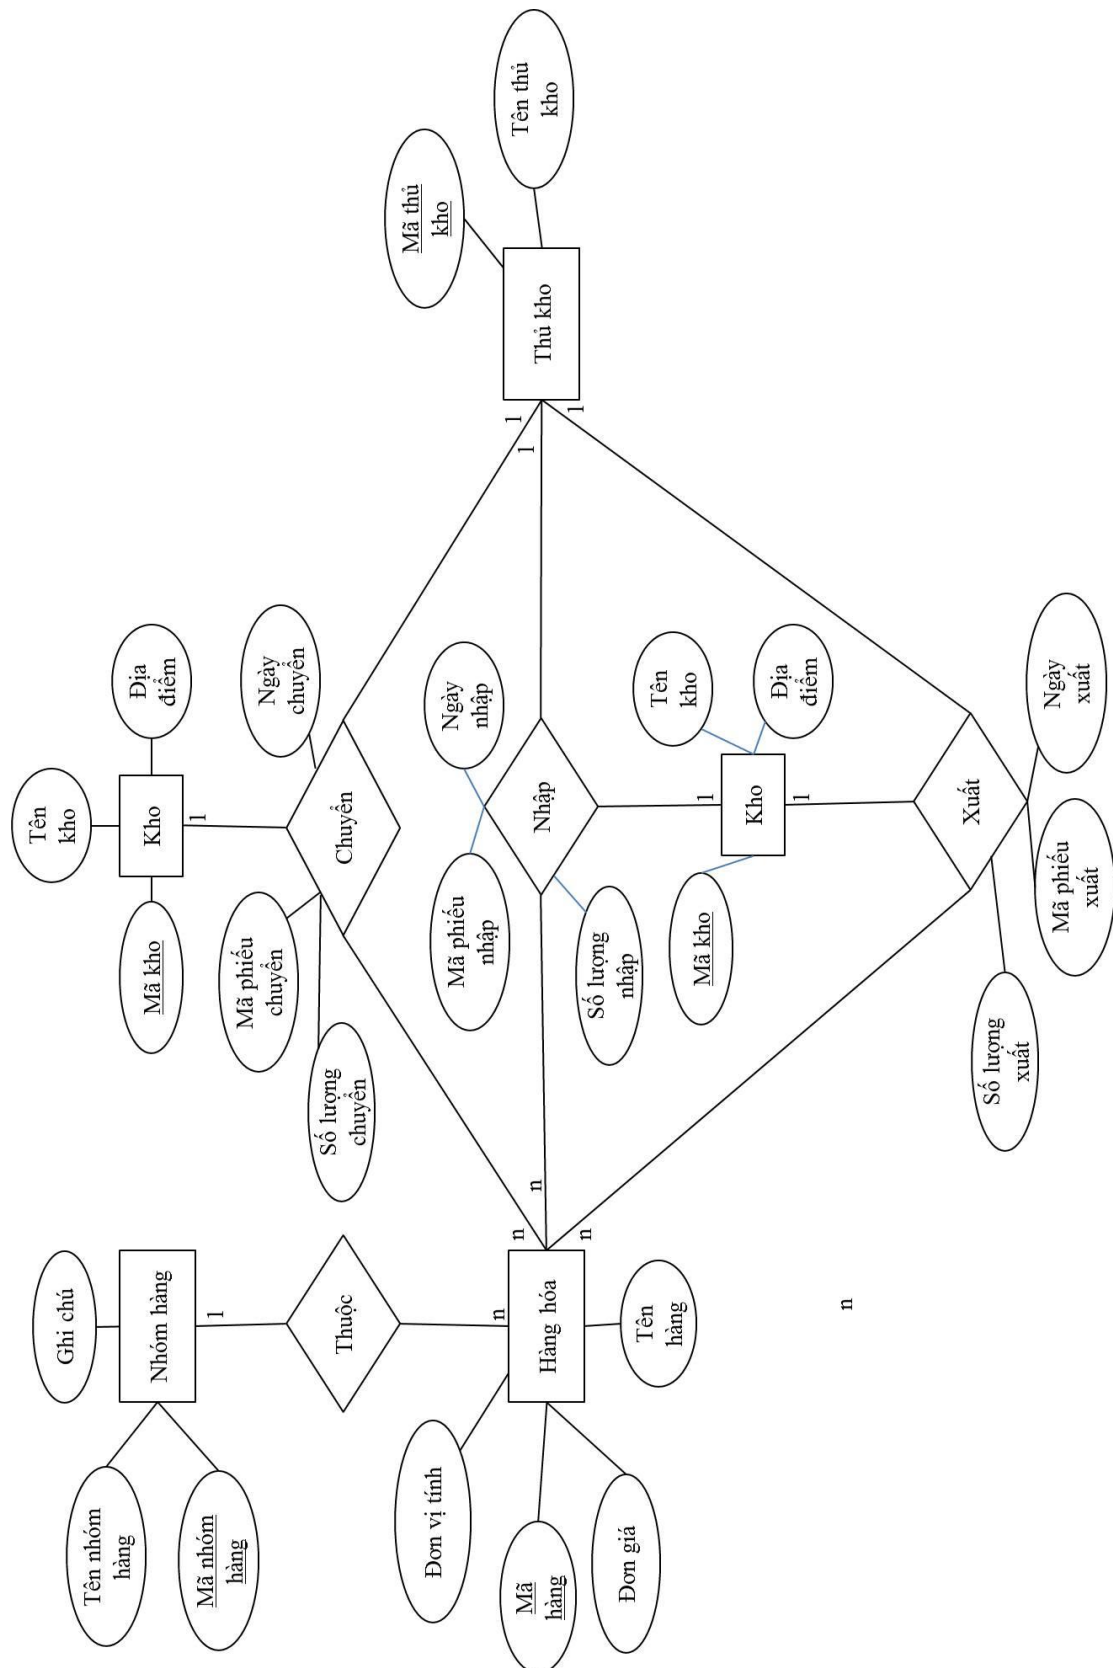 Tên
kho
Ghi chú
Tên nhóm
hàng
Nhóm hàng
Mã kho
Kho
Địa
điểm
Mã nhóm
hàng
1
1
Mã phiếu
chuyển
Ngày
chuyển
Thuộc
Số lượng
chuyển
Chuyển
Mã thủ
kho
Đơn vị tính
Mã phiếu
nhập
Ngày
nhập
n
n
n
1
1
Mã
hàng
Hàng hóa
Nhập
Thủ kho
Tên thủ
kho
n
1
Số lượng
nhập
Đơn giá
Tên
hàng
Mã kho
Tên
kho
1
Kho
Địa
điểm
1
n
Xuất
Số lượng
xuất
Mã phiếu
xuất
Ngày
xuất